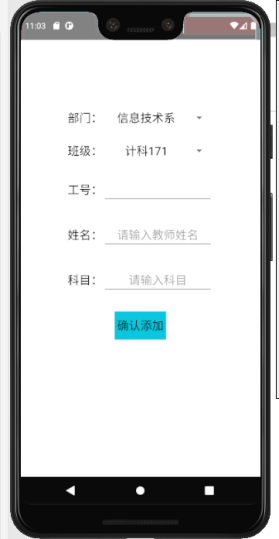 11:03
部门： 信息技术系
班级： 计科171
工号：
姓名： 请输入教师姓名
科目： 请输入科目
确认添加